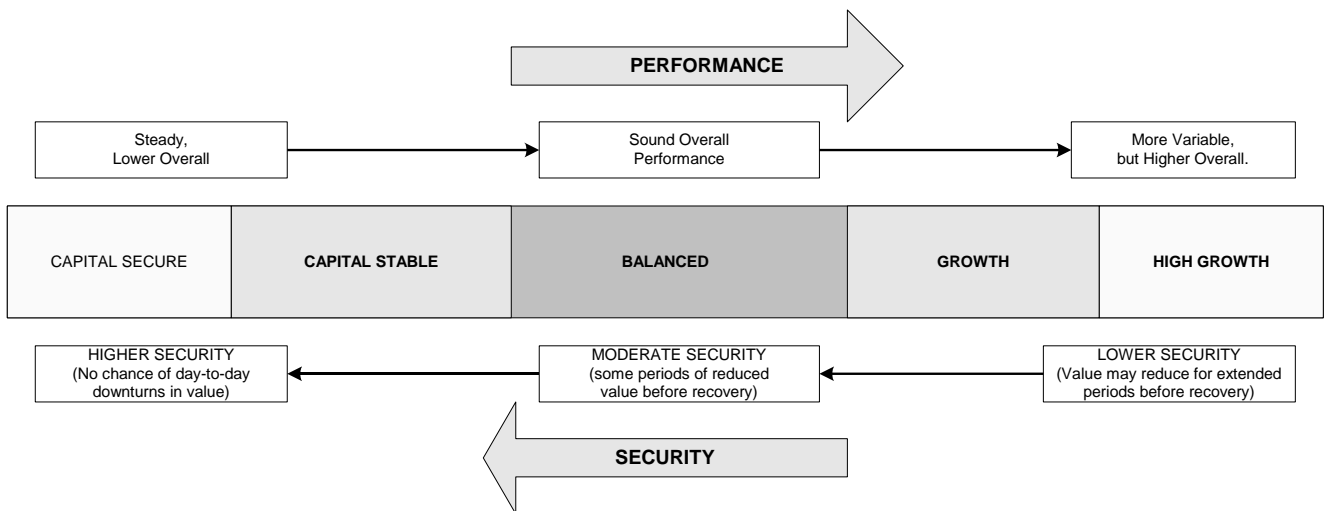 PERFORMANCE
Steady,
Lower Overall
Sound Overall
Performance
More Variable,
but Higher Overall.
CAPITAL SECURE
CAPITAL STABLE
BALANCED
GROWTH
HIGH GROWTH
HIGHER SECURITY
(No chance of day-to-day
downturns in value)
MODERATE SECURITY
(some periods of reduced
value before recovery)
LOWER SECURITY
(Value may reduce for extended
periods before recovery)
SECURITY